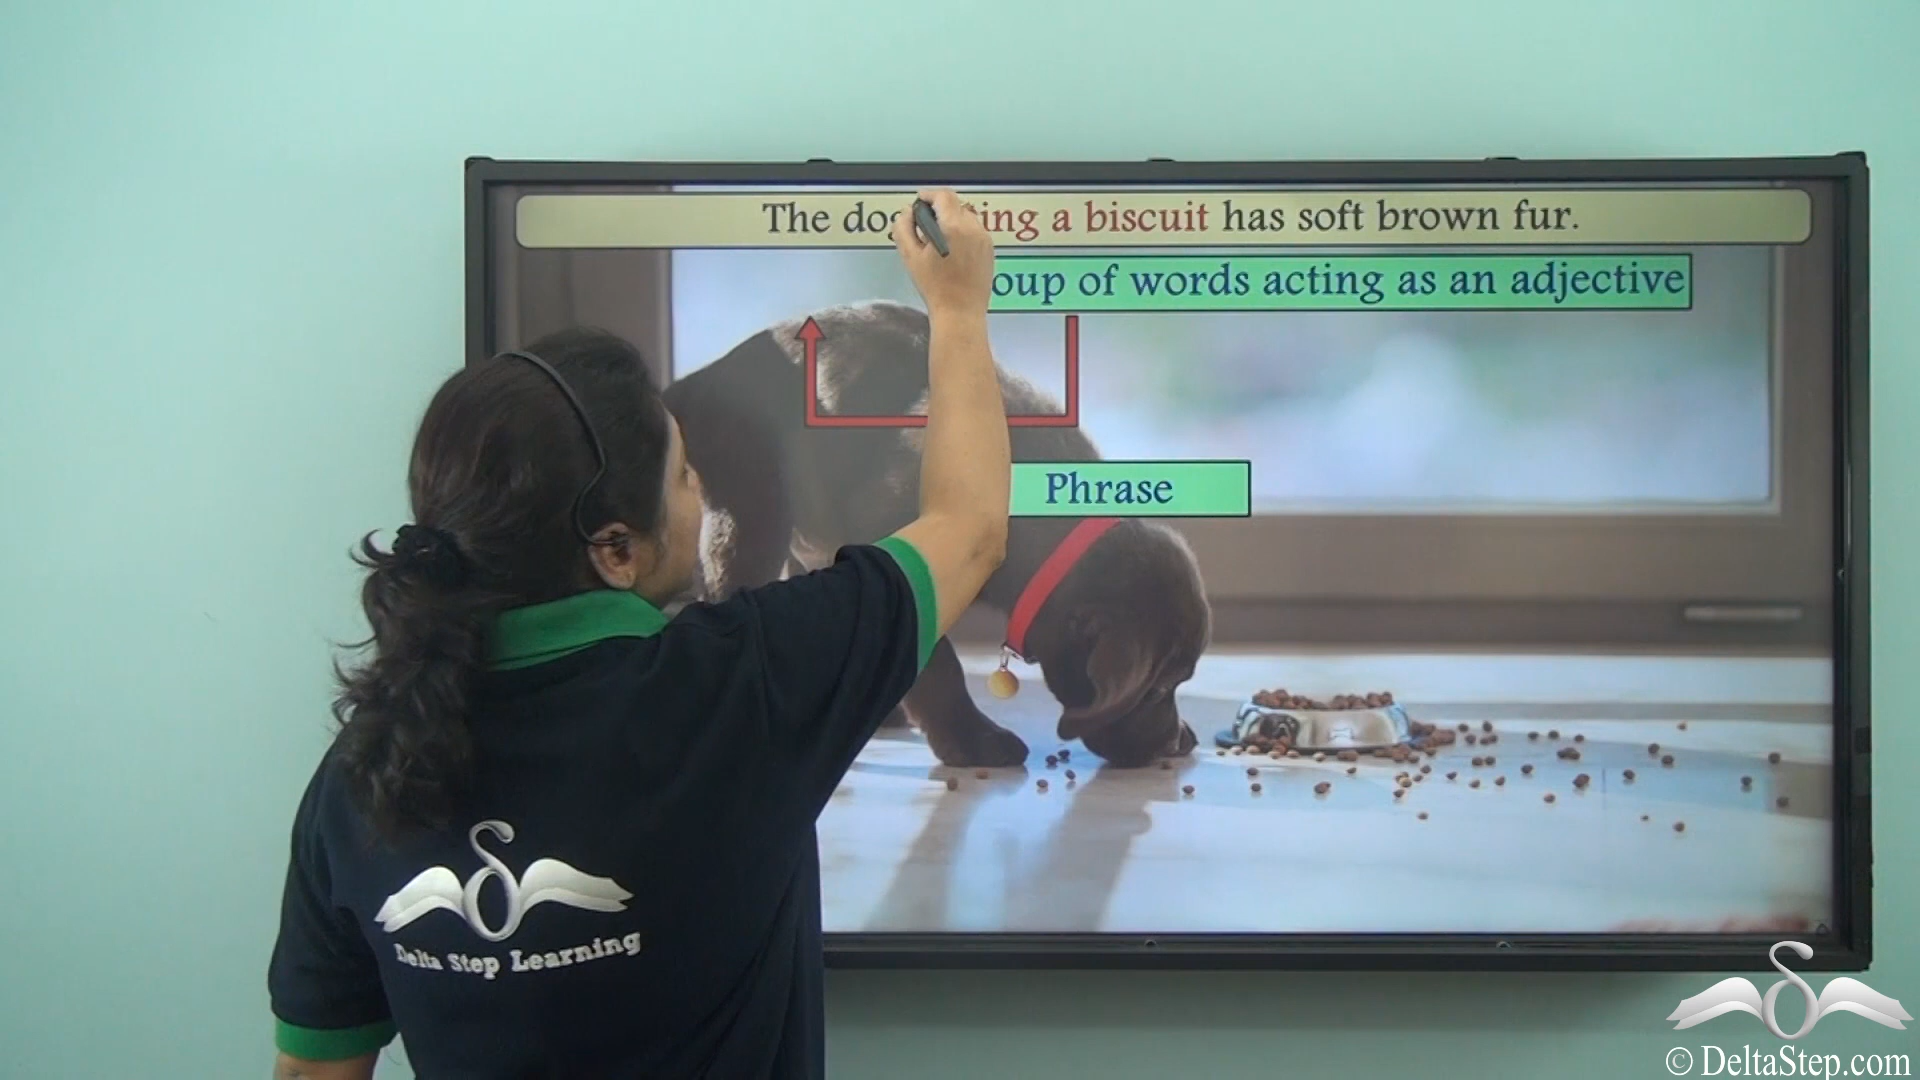 The dog ing a biscuit has soft brown fur.
oup of words acting as an adjective
Phrase
Delta Step Learning
© DeltaStep.com